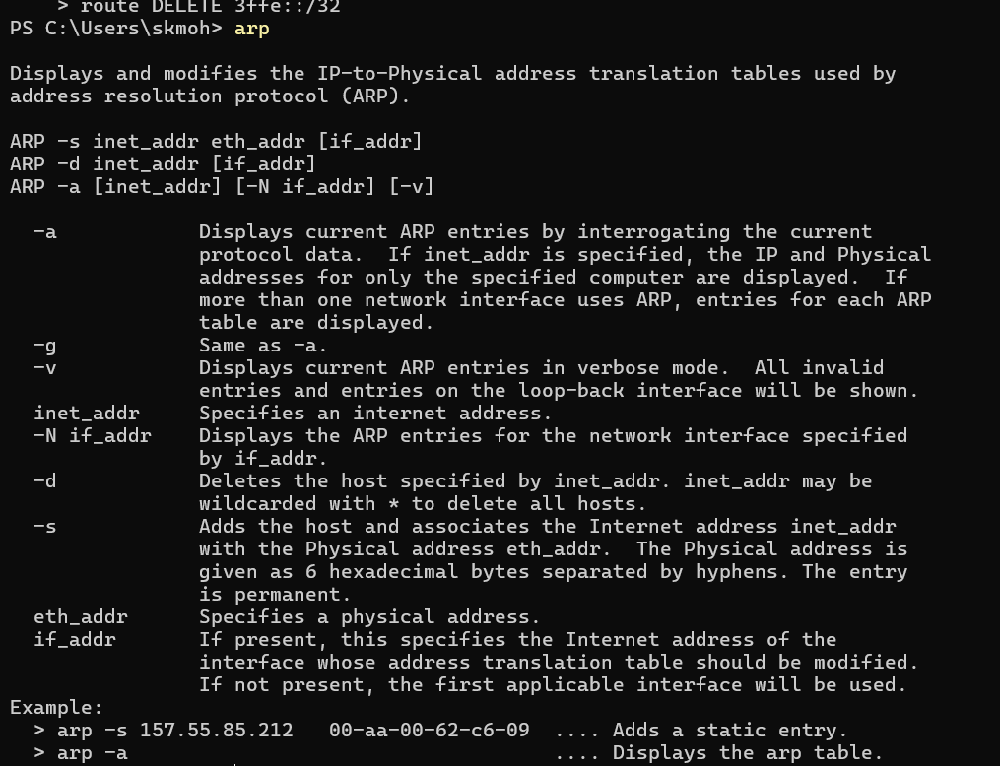 > route DELETE 3ffe::/32
PS C:\Users\skmoh> arp
Displays and modifies the IP-to-Physical address translation tables used by
address resolution protocol (ARP).
ARP -s inet_addr eth_addr [if_addr]
ARP -d inet_addr [if_addr]
ARP -a [inet_addr] [-N if_addr] [-v]
-a            Displays current ARP entries by interrogating the current
protocol data.  If inet_addr is specified, the IP and Physical
addresses for only the specified computer are displayed.  If
more than one network interface uses ARP, entries for each ARP
table are displayed.
-g            Same as -a.
-v            Displays current ARP entries in verbose mode.  All invalid
entries and entries on the loop-back interface will be shown.
inet_addr     Specifies an internet address.
-N if_addr    Displays the ARP entries for the network interface specified
by if_addr.
-d            Deletes the host specified by inet_addr. inet_addr may be
wildcarded with * to delete all hosts.
-s            Adds the host and associates the Internet address inet_addr
with the Physical address eth_addr.  The Physical address is
given as 6 hexadecimal bytes separated by hyphens. The entry
is permanent.
eth_addr      Specifies a physical address.
if_addr       If present, this specifies the Internet address of the
interface whose address translation table should be modified.
If not present, the first applicable interface will be used.
Example:
> arp -s 157.55.85.212   00-aa-00-62-c6-09  .... Adds a static entry.
> arp -a                                    .... Displays the arp table.